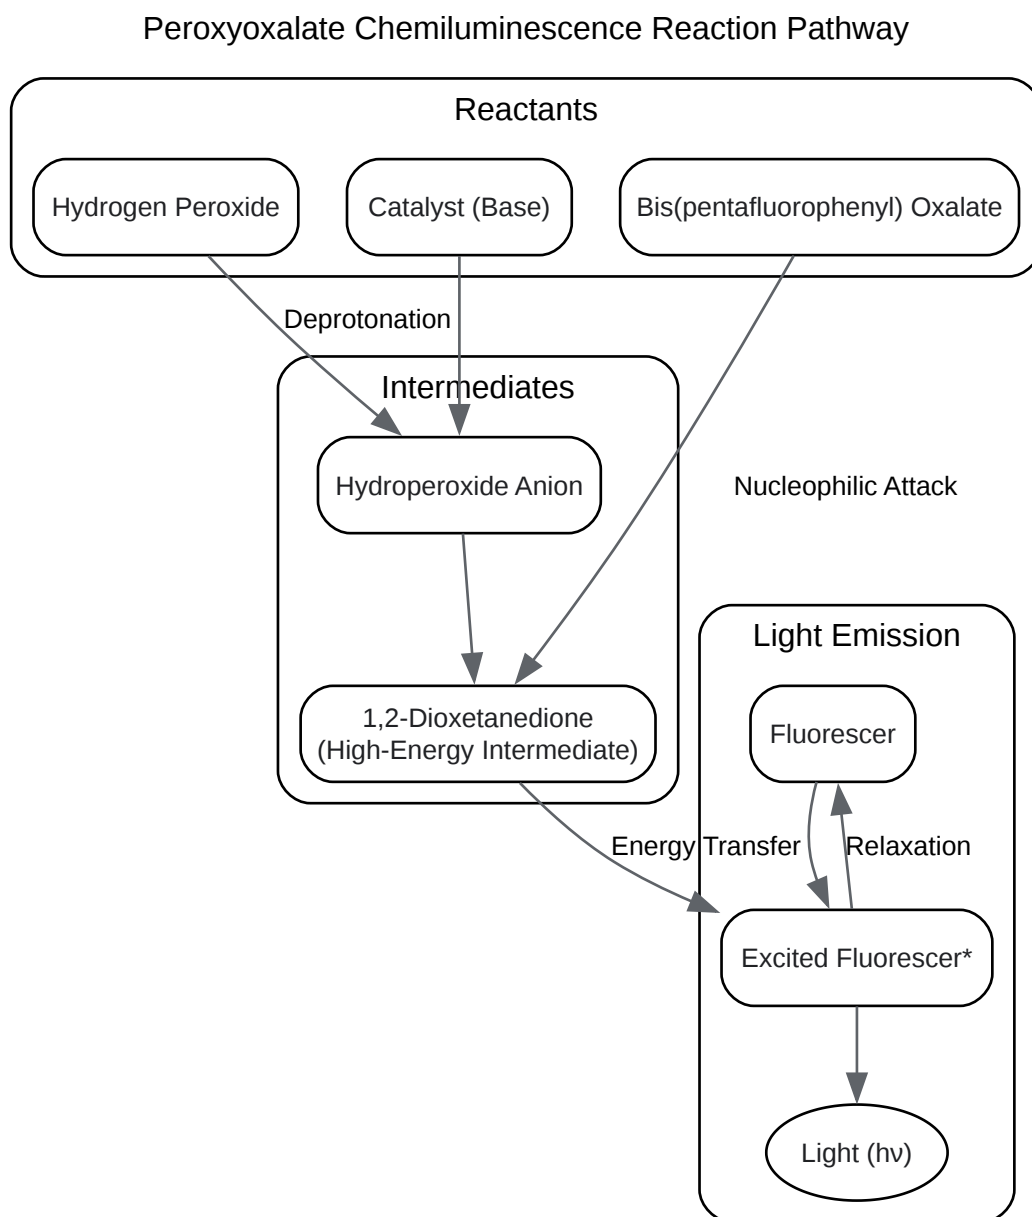 Peroxyoxalate Chemiluminescence Reaction Pathway
Reactants
Hydrogen Peroxide
Catalyst (Base)
Bis(pentafluorophenyl) Oxalate
Deprotonation
Intermediates
Hydroperoxide Anion
Nucleophilic Attack
Light Emission
1,2-Dioxetanedione
(High-Energy Intermediate)
Fluorescer
Energy Transfer
Relaxation
Excited Fluorescer*
Light (hν)